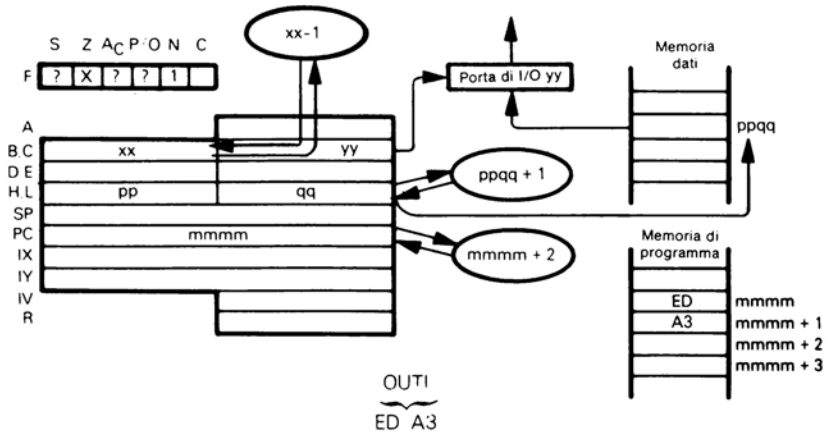 S Z AC P/O N C
F ? X ? ? 1
xx-1
Porta di I/O yy
Memoria
dati
ppqq
A
B,C xx yy
D E
H,L pp qq
SP
PC mmmm
IX
IY
IV
R
ppqq + 1
mmmm + 2
Memoria di
programma
ED mmmm
A3 mmmm + 1
mmmm + 2
mmmm + 3
OUTI
ED A3